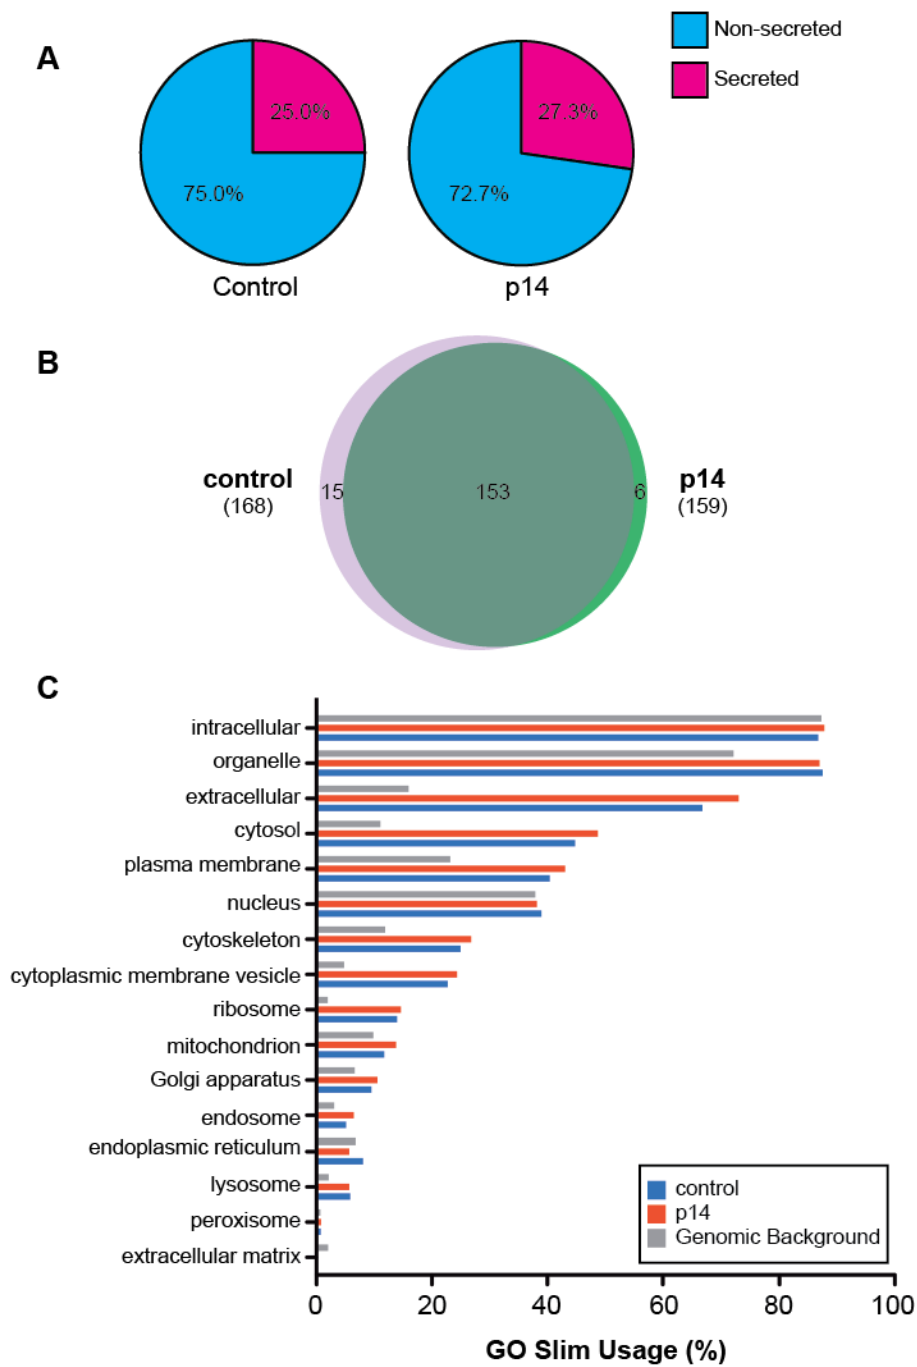 A
Non-secreted
Secreted
25.0%
75.0%
27.3%
72.7%
Control
p14
B
control
(168)
15
153
6
p14
(159)
C
intracellular
organelle
extracellular
cytosol
plasma membrane
nucleus
cytoskeleton
cytoplasmic membrane vesicle
ribosome
mitochondrion
Golgi apparatus
endosome
endoplasmic reticulum
lysosome
peroxisome
extracellular matrix
control
p14
Genomic Background
0 20 40 60 80 100
GO Slim Usage (%)